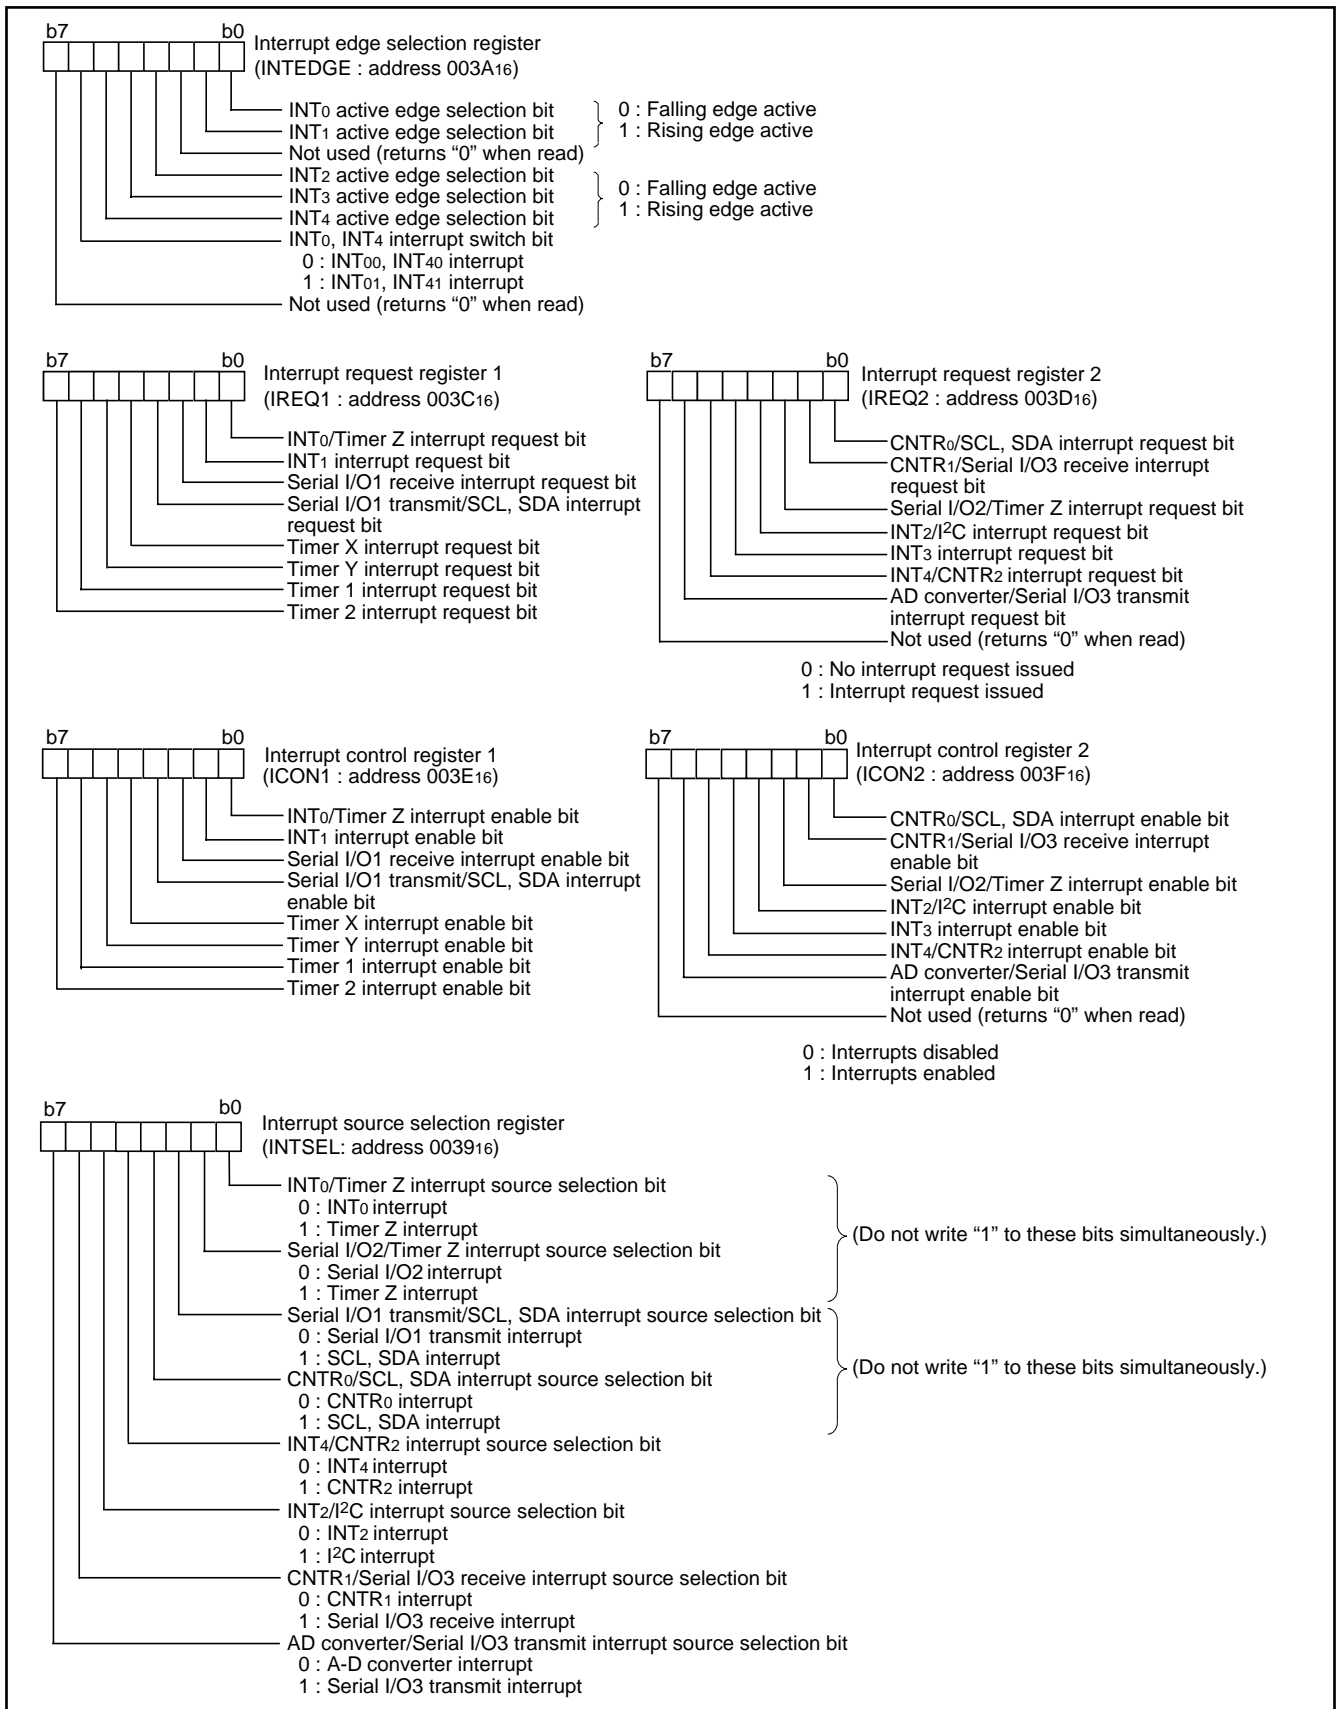 b7 b0
Interrupt edge selection register
(INTEDGE : address 003A16)
INT0 active edge selection bit
INT1 active edge selection bit
Not used (returns “0” when read)
0 : Falling edge active
1 : Rising edge active
INT2 active edge selection bit
INT3 active edge selection bit
INT4 active edge selection bit
0 : Falling edge active
1 : Rising edge active
INT0, INT4 interrupt switch bit
0 : INT00, INT40 interrupt
1 : INT01, INT41 interrupt
Not used (returns “0” when read)
b7 b0
Interrupt request register 1
(IREQ1 : address 003C16)
INT0/Timer Z interrupt request bit
INT1 interrupt request bit
Serial I/O1 receive interrupt request bit
Serial I/O1 transmit/SCL, SDA interrupt
request bit
Timer X interrupt request bit
Timer Y interrupt request bit
Timer 1 interrupt request bit
Timer 2 interrupt request bit
b7 b0
Interrupt request register 2
(IREQ2 : address 003D16)
CNTR0/SCL, SDA interrupt request bit
CNTR1/Serial I/O3 receive interrupt
request bit
Serial I/O2/Timer Z interrupt request bit
INT2/I2C interrupt request bit
INT3 interrupt request bit
INT4/CNTR2 interrupt request bit
AD converter/Serial I/O3 transmit
interrupt request bit
Not used (returns “0” when read)
0 : No interrupt request issued
1 : Interrupt request issued
b7 b0
Interrupt control register 1
(ICON1 : address 003E16)
INT0/Timer Z interrupt enable bit
INT1 interrupt enable bit
Serial I/O1 receive interrupt enable bit
Serial I/O1 transmit/SCL, SDA interrupt
enable bit
Timer X interrupt enable bit
Timer Y interrupt enable bit
Timer 1 interrupt enable bit
Timer 2 interrupt enable bit
b7 b0
Interrupt control register 2
(ICON2 : address 003F16)
CNTR0/SCL, SDA interrupt enable bit
CNTR1/Serial I/O3 receive interrupt
enable bit
Serial I/O2/Timer Z interrupt enable bit
INT2/I2C interrupt enable bit
INT3 interrupt enable bit
INT4/CNTR2 interrupt enable bit
AD converter/Serial I/O3 transmit
interrupt enable bit
Not used (returns “0” when read)
0 : Interrupts disabled
1 : Interrupts enabled
b7 b0
Interrupt source selection register
(INTSEL: address 003916)
INT0/Timer Z interrupt source selection bit
0 : INT0 interrupt
1 : Timer Z interrupt
Serial I/O2/Timer Z interrupt source selection bit
0 : Serial I/O2 interrupt
1 : Timer Z interrupt
(Do not write “1” to these bits simultaneously.)
Serial I/O1 transmit/SCL, SDA interrupt source selection bit
0 : Serial I/O1 transmit interrupt
1 : SCL, SDA interrupt
CNTR0/SCL, SDA interrupt source selection bit
0 : CNTR0 interrupt
1 : SCL, SDA interrupt
(Do not write “1” to these bits simultaneously.)
INT4/CNTR2 interrupt source selection bit
0 : INT4 interrupt
1 : CNTR2 interrupt
INT2/I2C interrupt source selection bit
0 : INT2 interrupt
1 : I2C interrupt
CNTR1/Serial I/O3 receive interrupt source selection bit
0 : CNTR1 interrupt
1 : Serial I/O3 receive interrupt
AD converter/Serial I/O3 transmit interrupt source selection bit
0 : A-D converter interrupt
1 : Serial I/O3 transmit interrupt